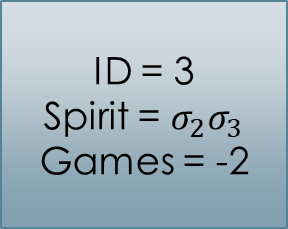 ID = 3
Spirit = σ₂σ₃
Games = -2